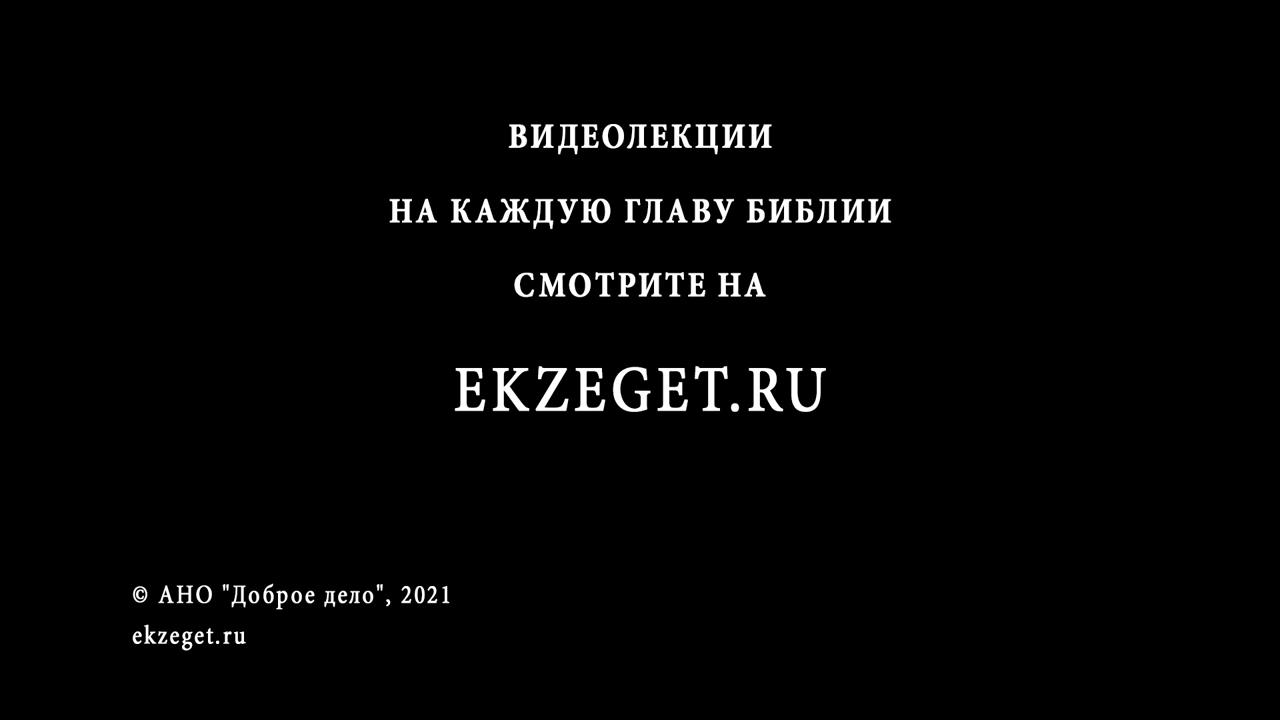 ВИДЕОЛЕКЦИИ
НА КАЖДУЮ ГЛАВУ БИБЛИИ
СМОТРИТЕ НА
EKZEGET.RU
© АНО "Доброе дело", 2021
ekzeget.ru